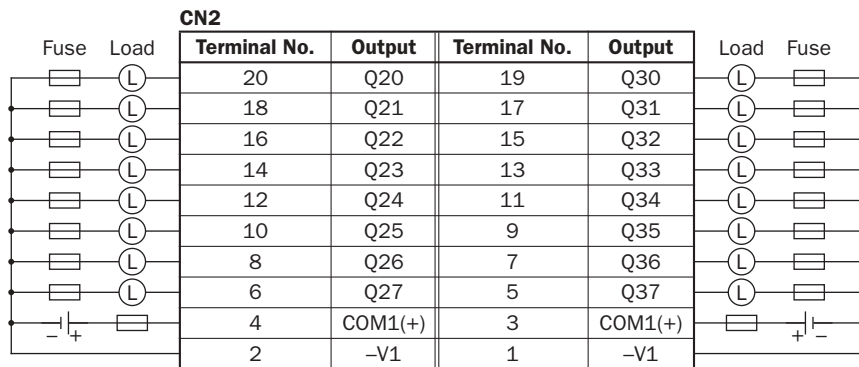 CN2
Fuse Load Terminal No. Output Terminal No. Output Load Fuse
L 20 Q20 19 Q30 L
L 18 Q21 17 Q31 L
L 16 Q22 15 Q32 L
L 14 Q23 13 Q33 L
L 12 Q24 11 Q34 L
L 10 Q25 9 Q35 L
L 8 Q26 7 Q36 L
L 6 Q27 5 Q37 L
− + 4 COM1(+) 3 COM1(+) + −
2 –V1 1 –V1